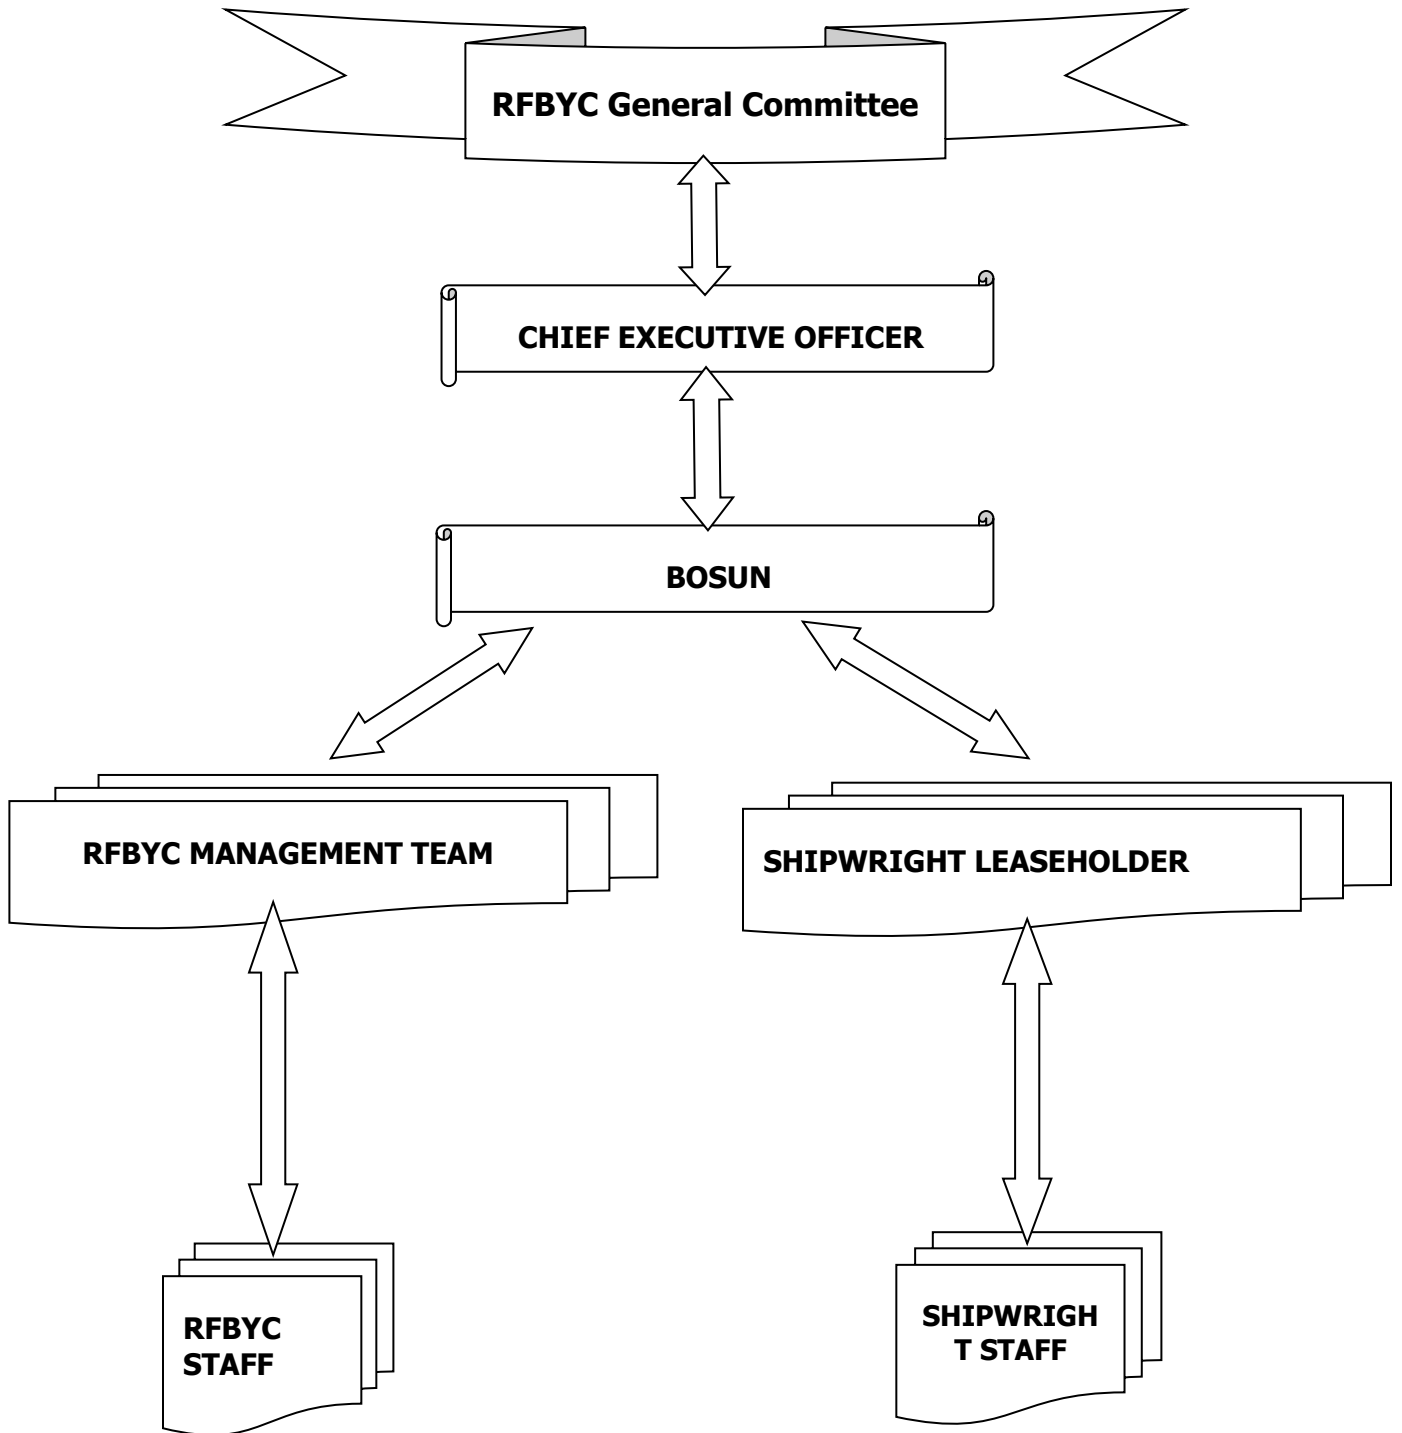 RFBYC General Committee
CHIEF EXECUTIVE OFFICER
BOSUN
RFBYC MANAGEMENT TEAM
SHIPWRIGHT LEASEHOLDER
RFBYC
STAFF
SHIPWRIGH
T STAFF